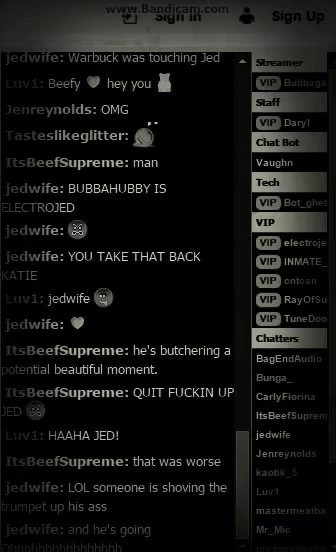 www.Bandicam.com
Sign In
Sign Up
jedwife: Warbuck was touching Jed
Luv1: Beefy hey you
Jenreynolds: OMG
Tasteslikeglitter:
ItsBeefSupreme: man
jedwife: BUBBAHUBBY IS
ELECTROJED
jedwife:
jedwife: YOU TAKE THAT BACK
KATIE
Luv1: jedwife
jedwife:
ItsBeefSupreme: he's butchering a
potential beautiful moment.
ItsBeefSupreme: QUIT FUCKIN UP
JED
Luv1: HAAHA JED!
ItsBeefSupreme: that was worse
jedwife: LOL someone is shoving the
trumpet up his ass
jedwife: and he's going
Streamer
VIP Bubbaga
Staff
VIP Daryl
Chat Bot
Vaughn
Tech
VIP Bot_ghet
VIP
VIP electroje
VIP INMATE_
VIP ontcan
VIP RayOfSu
VIP TuneDoo
Chatters
BagEndAudio
Bunga_
CarlyFiorina
ItsBeefSuprem
jedwife
Jenreynolds
kaotik_5
Luv1
mastermeatba
Mr_Mic